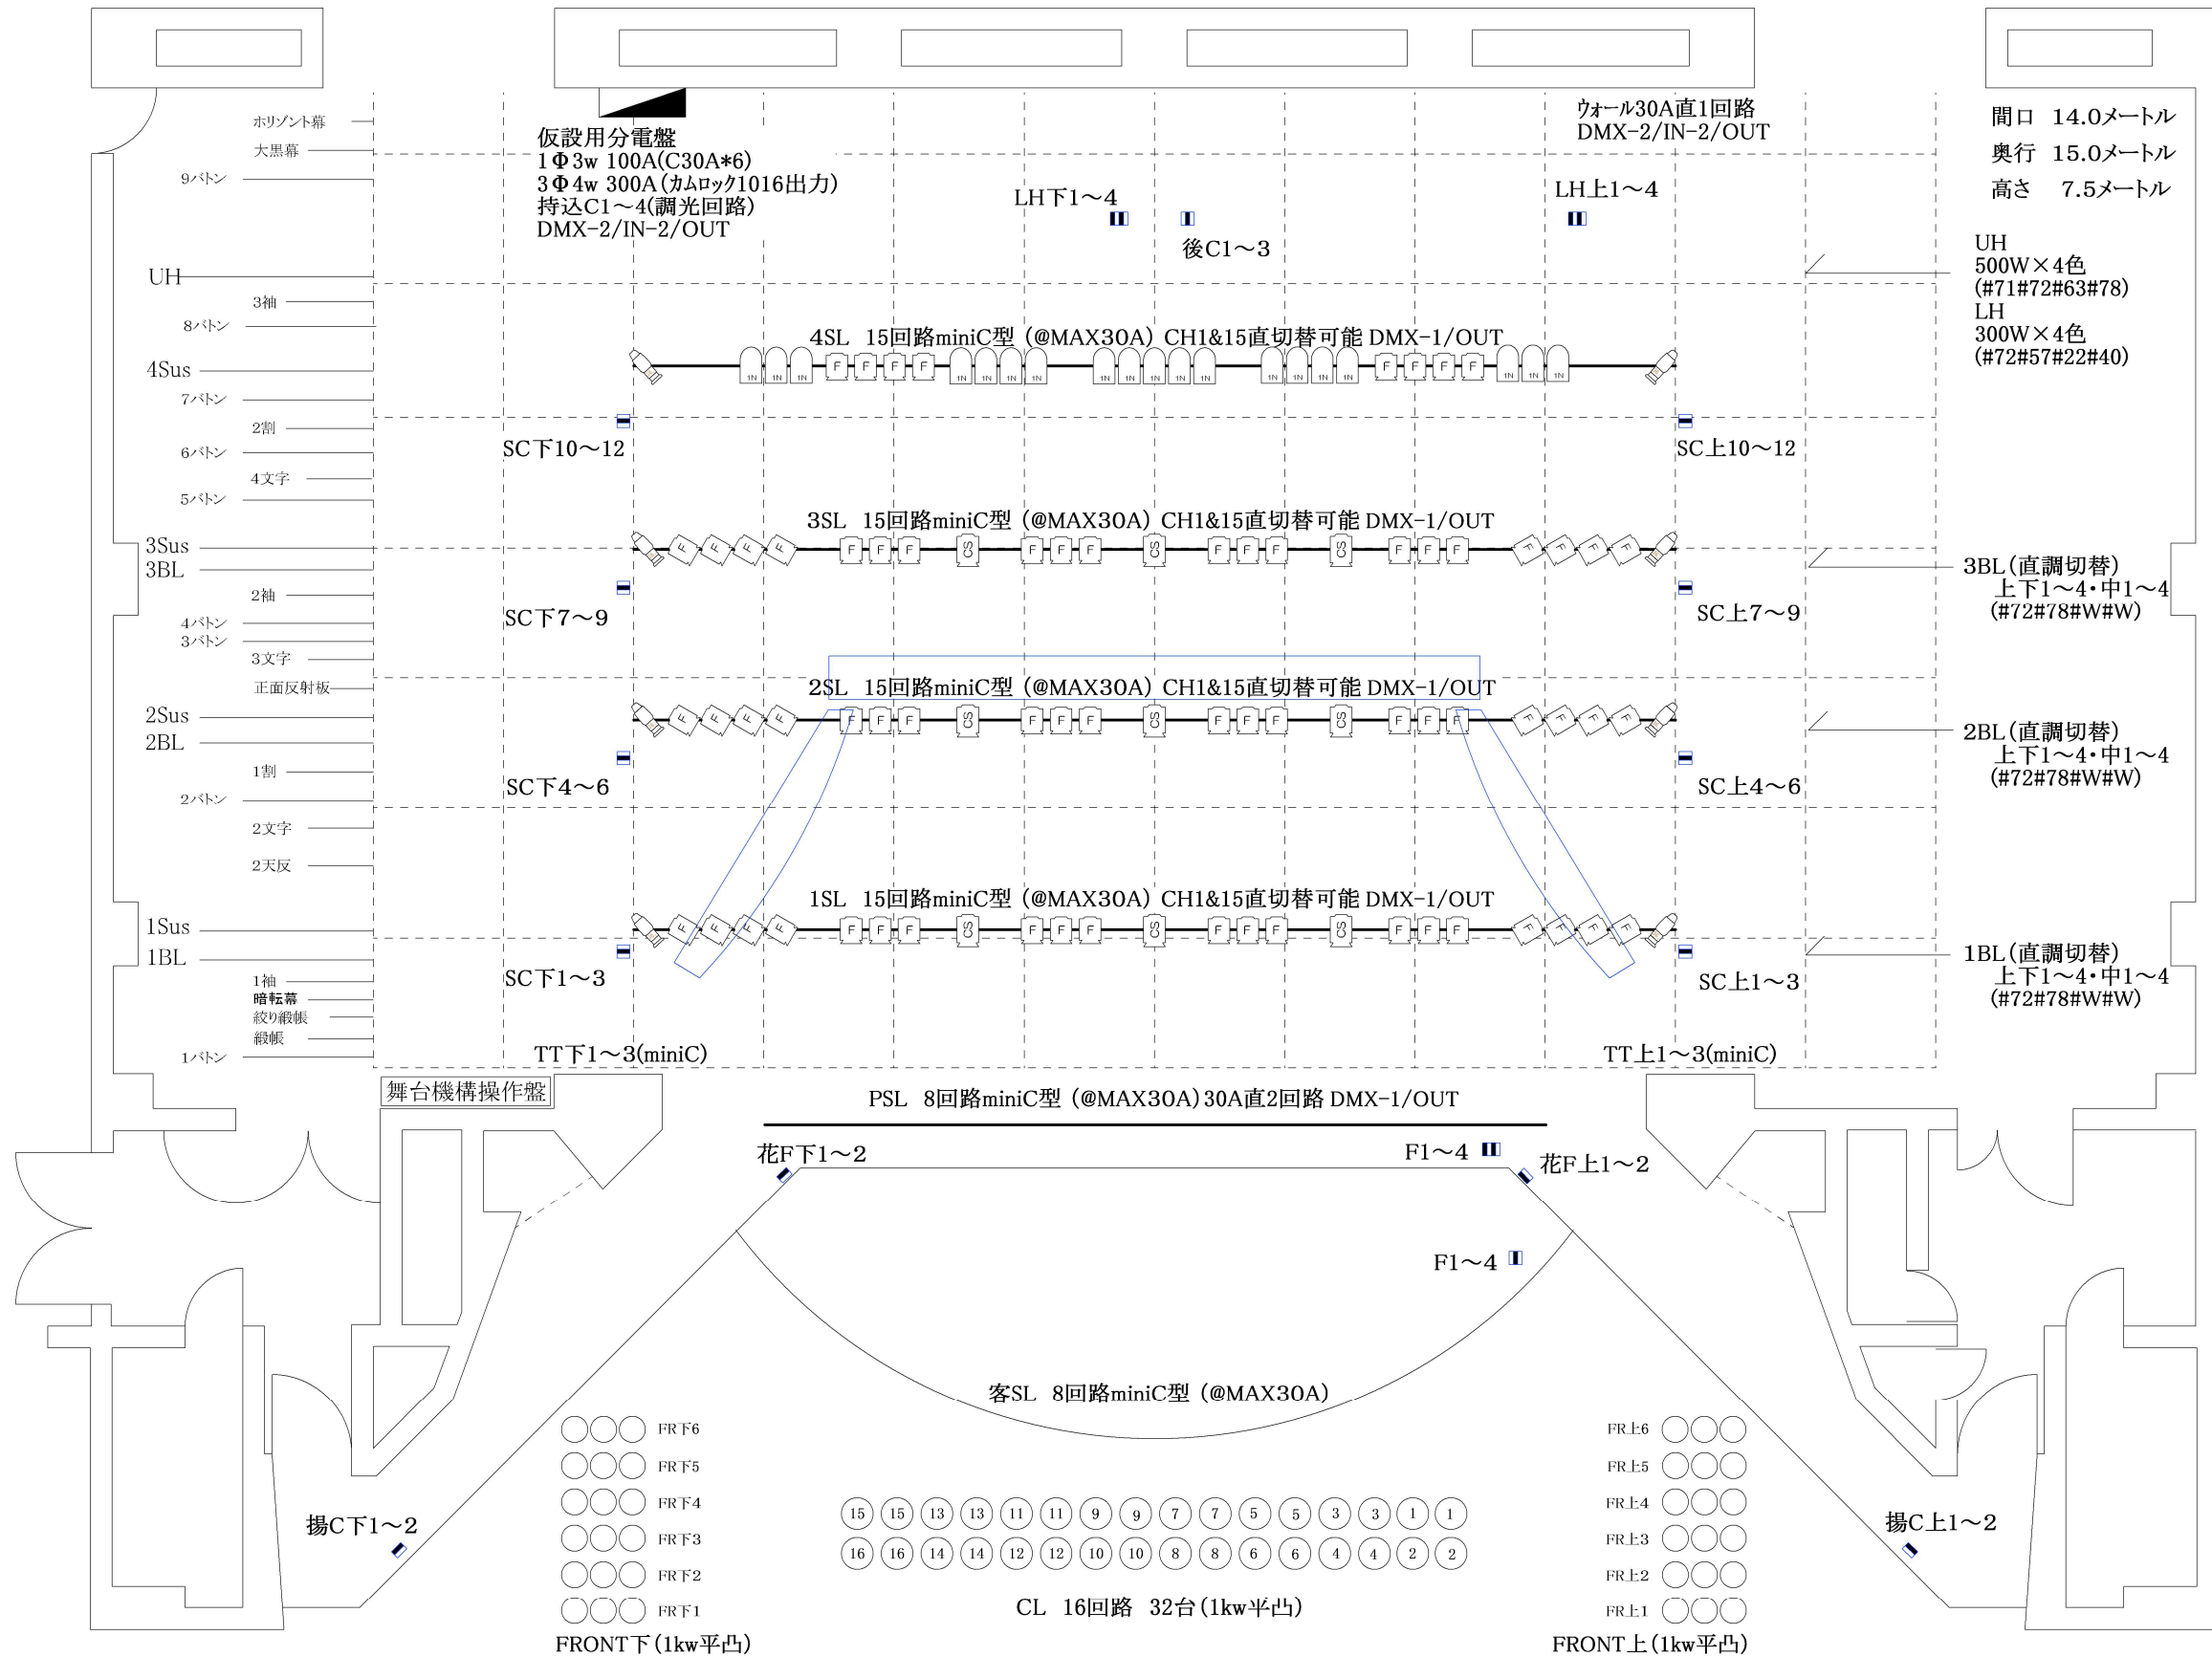 ホリゾント幕
大黒幕
9バトン
UH
3袖
8バトン
4Sus
7バトン
2割
6バトン
4文字
5バトン
3Sus
3BL
2袖
4バトン
3バトン
3文字
正面反射板
2Sus
2BL
1割
2バトン
2文字
2天反
1Sus
1BL
1袖
暗転幕
絞り緞帳
緞帳
1バトン
仮設用分電盤
1Φ3w 100A(C30A*6)
3Φ4w 300A(カムロック1016出力)
持込C1～4(調光回路)
DMX-2/IN-2/OUT
ウォール30A直1回路
DMX-2/IN-2/OUT
間口 14.0メートル
奥行 15.0メートル
高さ 7.5メートル
LH下1～4
後C1～3
LH上1～4
UH
500W×4色
(#71#72#63#78)
LH
300W×4色
(#72#57#22#40)
4SL 15回路miniC型 (@MAX30A) CH1&15直切替可能 DMX-1/OUT
1N 1N 1N F F F F 1N 1N 1N 1N 1N 1N 1N 1N 1N 1N 1N 1N 1N F F F F 1N 1N 1N
SC下10～12
SC上10～12
3SL 15回路miniC型 (@MAX30A) CH1&15直切替可能 DMX-1/OUT
F F F F F F F CS F F F CS F F F CS F F F F F F F
SC下7～9
SC上7～9
3BL(直調切替)
上下1～4・中1～4
(#72#78#W#W)
2SL 15回路miniC型 (@MAX30A) CH1&15直切替可能 DMX-1/OUT
F F F F F F F CS F F F CS F F F CS F F F F F F F
SC下4～6
SC上4～6
2BL(直調切替)
上下1～4・中1～4
(#72#78#W#W)
1SL 15回路miniC型 (@MAX30A) CH1&15直切替可能 DMX-1/OUT
F F F F F F F CS F F F CS F F F CS F F F F F F F
SC下1～3
SC上1～3
1BL(直調切替)
上下1～4・中1～4
(#72#78#W#W)
TT下1～3(miniC)
TT上1～3(miniC)
舞台機構操作盤
PSL 8回路miniC型 (@MAX30A)30A直2回路 DMX-1/OUT
花F下1～2
F1～4
花F上1～2
F1～4
客SL 8回路miniC型 (@MAX30A)
FR下6
FR下5
FR下4
FR下3
FR下2
FR下1
FRONT下(1kw平凸)
揚C下1～2
15 15 13 13 11 11 9 9 7 7 5 5 3 3 1 1
16 16 14 14 12 12 10 10 8 8 6 6 4 4 2 2
CL 16回路 32台(1kw平凸)
FR上6
FR上5
FR上4
FR上3
FR上2
FR上1
FRONT上(1kw平凸)
揚C上1～2